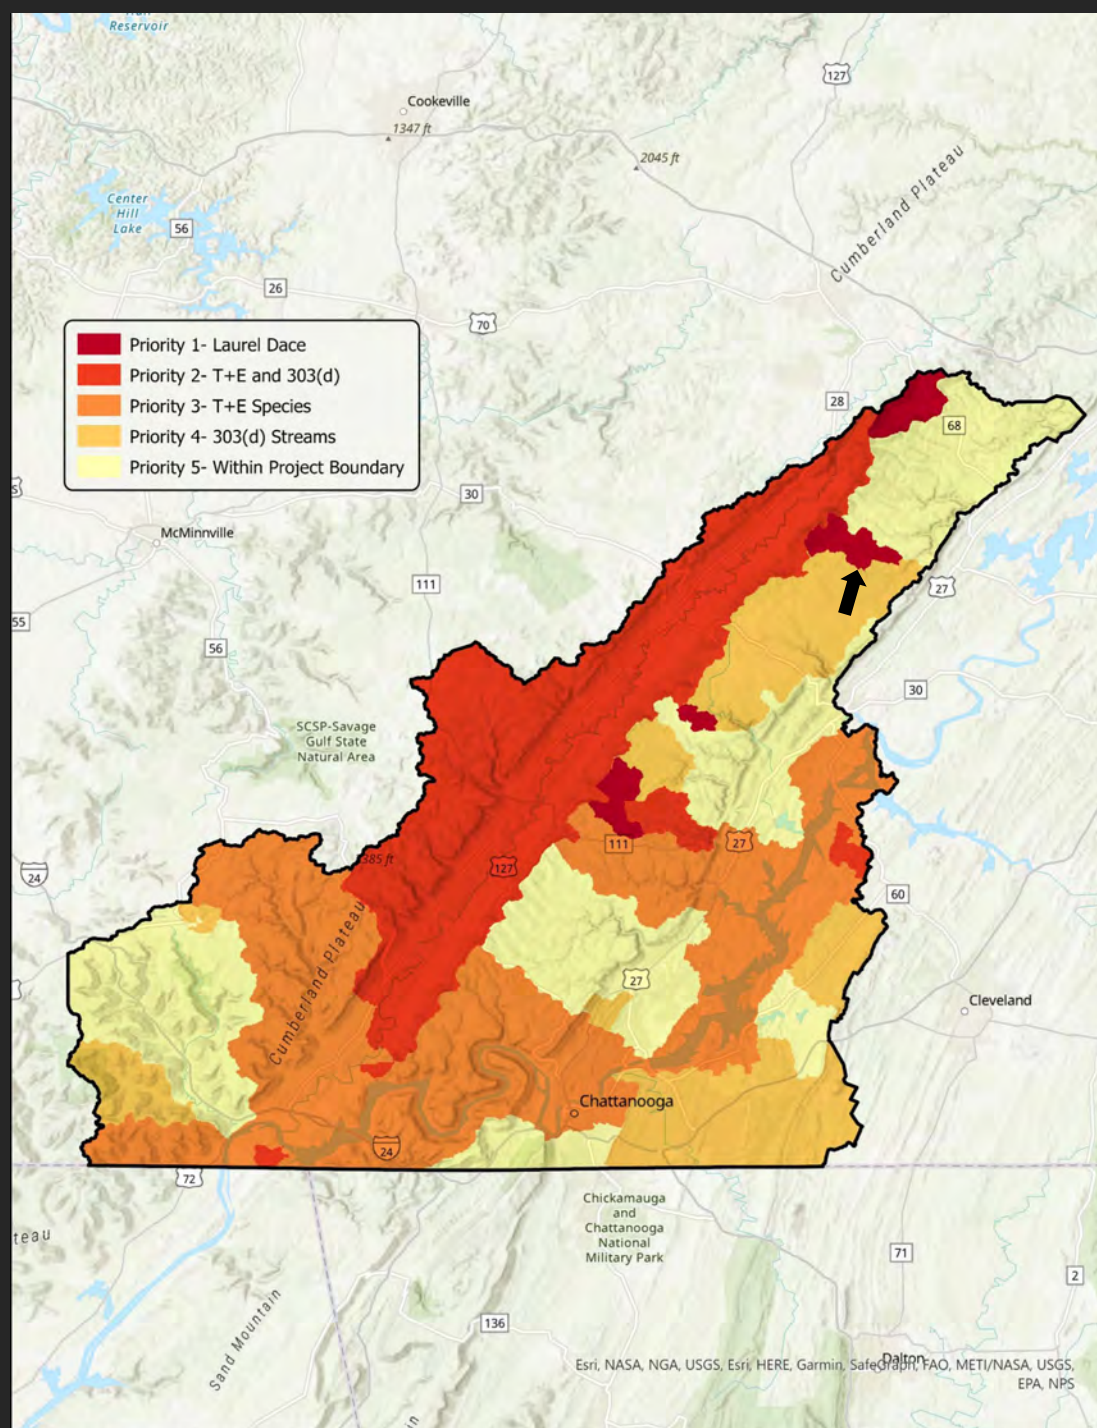 Reservoir
127
Cookeville
1347 ft
2045 ft
Cumberland Plateau
Center
Hill
Lake
56
26
70
Priority 1- Laurel Dace
Priority 2- T+E and 303(d)
Priority 3- T+E Species
Priority 4- 303(d) Streams
Priority 5- Within Project Boundary
28
68
30
McMinnville
111
27
55
56
30
SCSP-Savage
Gulf State
Natural Area
111
27
385 ft
127
24
60
Cumberland Plateau
27
Cleveland
Chattanooga
24
72
Chickamauga
and
Chattanooga
National
Military Park
teau
71
2
Sand Mountain
136
Dalton
Esri, NASA, NGA, USGS, Esri, HERE, Garmin, SafeGraph, FAO, METI/NASA, USGS,
EPA, NPS